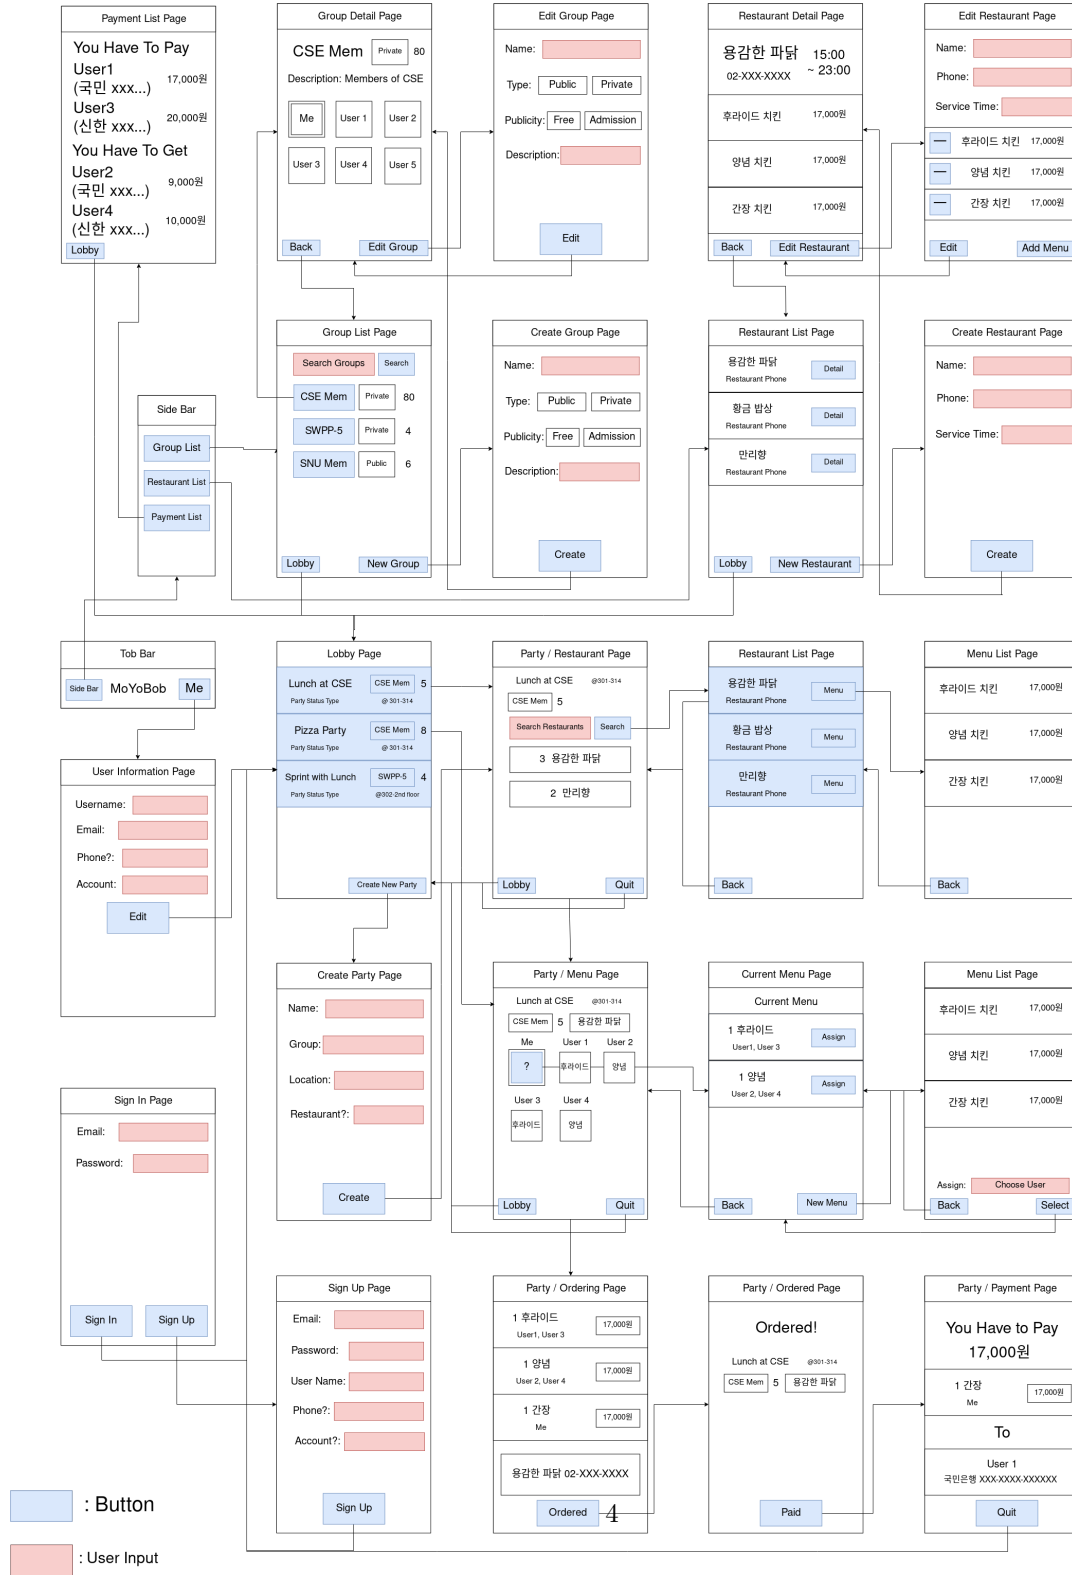 Payment List Page
You Have To Pay
User1
(국민 xxx...)
17,000원
User3
(신한 xxx...)
20,000원
You Have To Get
User2
(국민 xxx...)
9,000원
User4
(신한 xxx...)
10,000원
Lobby
Group Detail Page
CSE Mem Private 80
Description: Members of CSE
Me User 1 User 2
User 3 User 4 User 5
Back Edit Group
Edit Group Page
Name:
Type: Public Private
Publicity: Free Admission
Description:
Edit
Restaurant Detail Page
용감한 파닭 15:00
02-XXX-XXXX ~ 23:00
후라이드 치킨 17,000원
양념 치킨 17,000원
간장 치킨 17,000원
Back Edit Restaurant
Edit Restaurant Page
Name:
Phone:
Service Time:
— 후라이드 치킨 17,000원
— 양념 치킨 17,000원
— 간장 치킨 17,000원
Edit Add Menu
Side Bar
Group List
Restaurant List
Payment List
Group List Page
Search Groups Search
CSE Mem Private 80
SWPP-5 Private 4
SNU Mem Public 6
Lobby New Group
Create Group Page
Name:
Type: Public Private
Publicity: Free Admission
Description:
Create
Restaurant List Page
용감한 파닭
Restaurant Phone
Detail
황금 밥상
Restaurant Phone
Detail
만리향
Restaurant Phone
Detail
Lobby New Restaurant
Create Restaurant Page
Name:
Phone:
Service Time:
Create
Tob Bar
Side Bar MoYoBob Me
User Information Page
Username:
Email:
Phone?:
Account:
Edit
Lobby Page
Lunch at CSE CSE Mem 5
Party Status Type @ 301-314
Pizza Party CSE Mem 8
Party Status Type @ 301-314
Sprint with Lunch SWPP-5 4
Party Status Type @302-2nd floor
Create New Party
Party / Restaurant Page
Lunch at CSE @301-314
CSE Mem 5
Search Restaurants Search
3 용감한 파닭
2 만리향
Lobby Quit
Restaurant List Page
용감한 파닭
Restaurant Phone
Menu
황금 밥상
Restaurant Phone
Menu
만리향
Restaurant Phone
Menu
Back
Menu List Page
후라이드 치킨 17,000원
양념 치킨 17,000원
간장 치킨 17,000원
Back
Create Party Page
Name:
Group:
Location:
Restaurant?:
Create
Party / Menu Page
Lunch at CSE @301-314
CSE Mem 5 용감한 파닭
Me User 1 User 2
? 후라이드 양념
User 3 User 4
후라이드 양념
Lobby Quit
Current Menu Page
Current Menu
1 후라이드
User1, User 3
Assign
1 양념
User 2, User 4
Assign
Back New Menu
Menu List Page
후라이드 치킨 17,000원
양념 치킨 17,000원
간장 치킨 17,000원
Assign: Choose User
Back Select
Sign In Page
Email:
Password:
Sign In Sign Up
Sign Up Page
Email:
Password:
User Name:
Phone?:
Account?:
Sign Up
Party / Ordering Page
1 후라이드
User1, User 3
17,000원
1 양념
User 2, User 4
17,000원
1 간장
Me
17,000원
용감한 파닭 02-XXX-XXXX
Ordered
Party / Ordered Page
Ordered!
Lunch at CSE @301-314
CSE Mem 5 용감한 파닭
Paid
Party / Payment Page
You Have to Pay
17,000원
1 간장
Me
17,000원
To
User 1
국민은행 XXX-XXXX-XXXXXX
Quit
: Button
: User Input
4